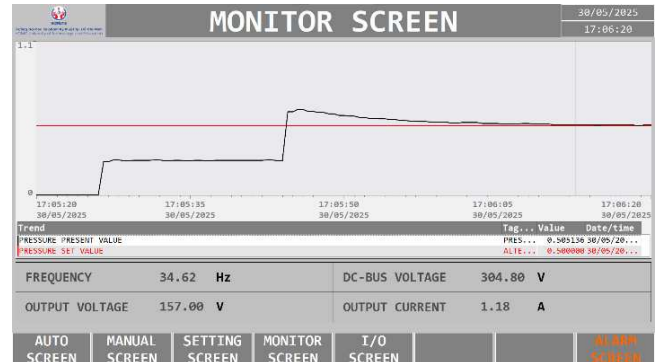 MONITOR SCREEN
30/05/2025
17:06:20
1.1
0
17:05:20 17:05:35 17:05:50 17:06:05 17:06:20
30/05/2025 30/05/2025 30/05/2025 30/05/2025 30/05/2025
Trend Tag... Value Date/time
PRESSURE PRESENT VALUE PRES... 0.505136 30/05/20...
PRESSURE SET VALUE ALTE... 0.500000 30/05/20...
FREQUENCY 34.62 Hz DC-BUS VOLTAGE 304.80 V
OUTPUT VOLTAGE 157.00 V OUTPUT CURRENT 1.18 A
AUTO MANUAL SETTING MONITOR I/O ALARM
SCREEN SCREEN SCREEN SCREEN SCREEN SCREEN